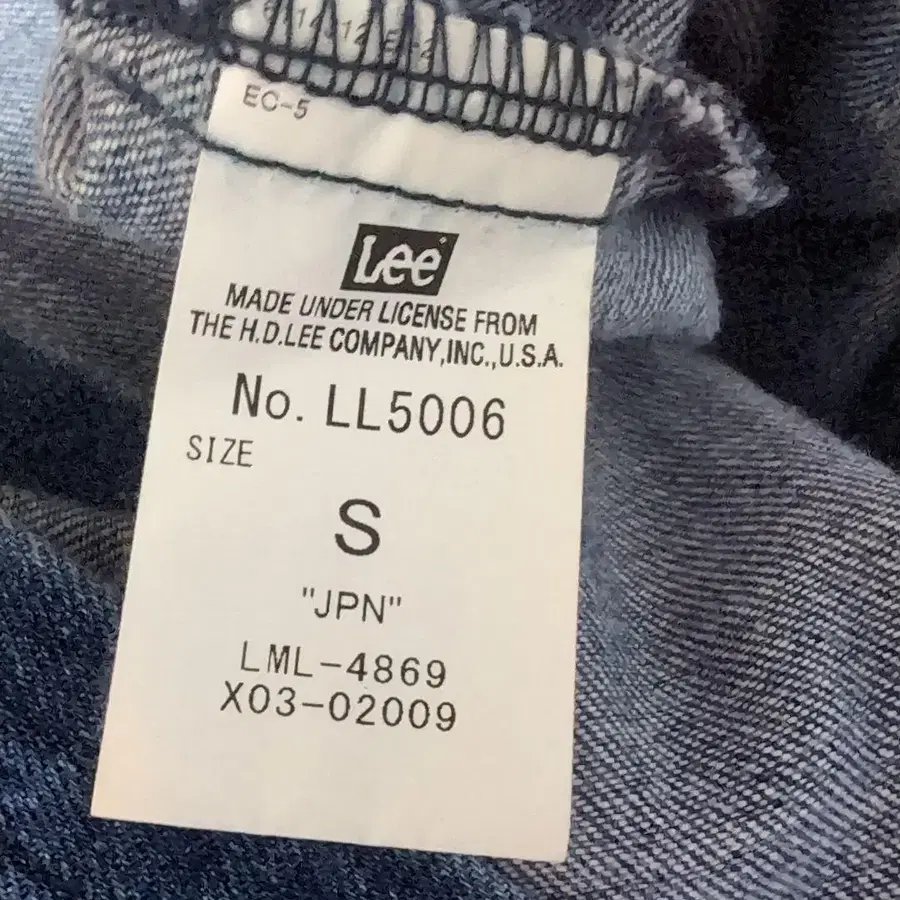 EC-5
Lee
MADE UNDER LICENSE FROM
THE H.D.LEE COMPANY,INC.,U.S.A.
No. LL5006
SIZE
S
"JPN"
LML-4869
X03-02009